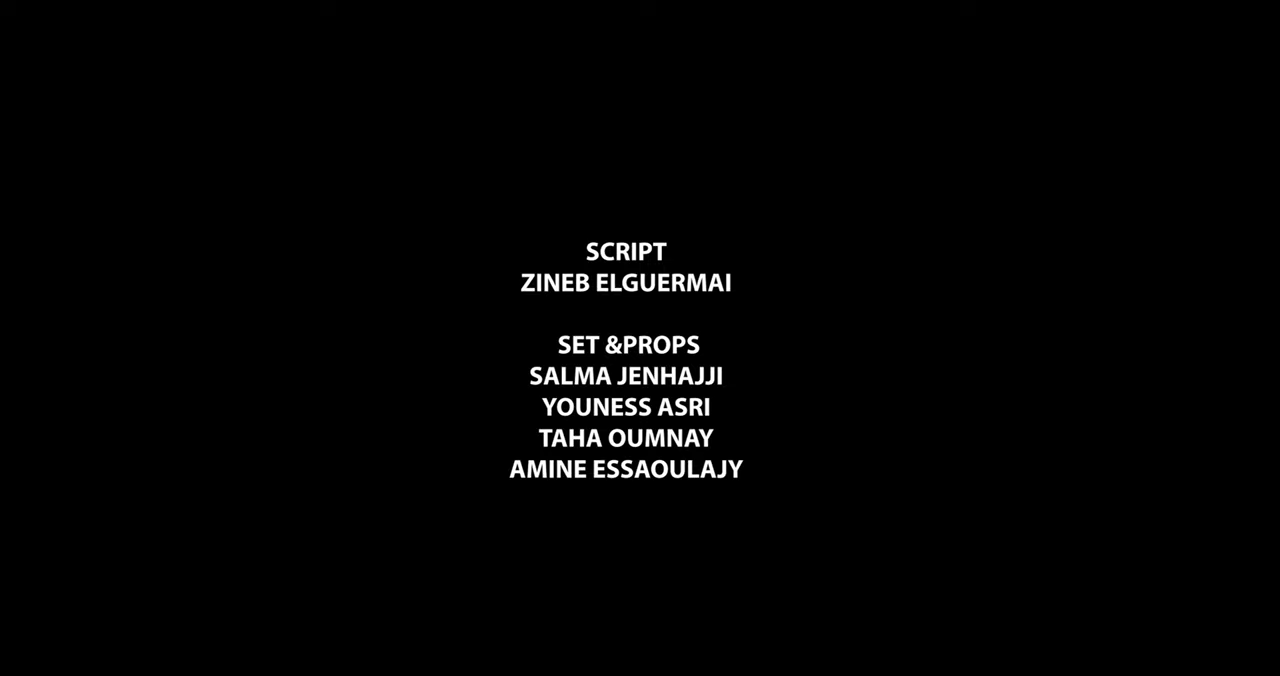 SCRIPT
ZINEB ELGUERMAI
SET &PROPS
SALMA JENHAJJI
YOUNESS ASRI
TAHA OUMNAY
AMINE ESSAOULAJY